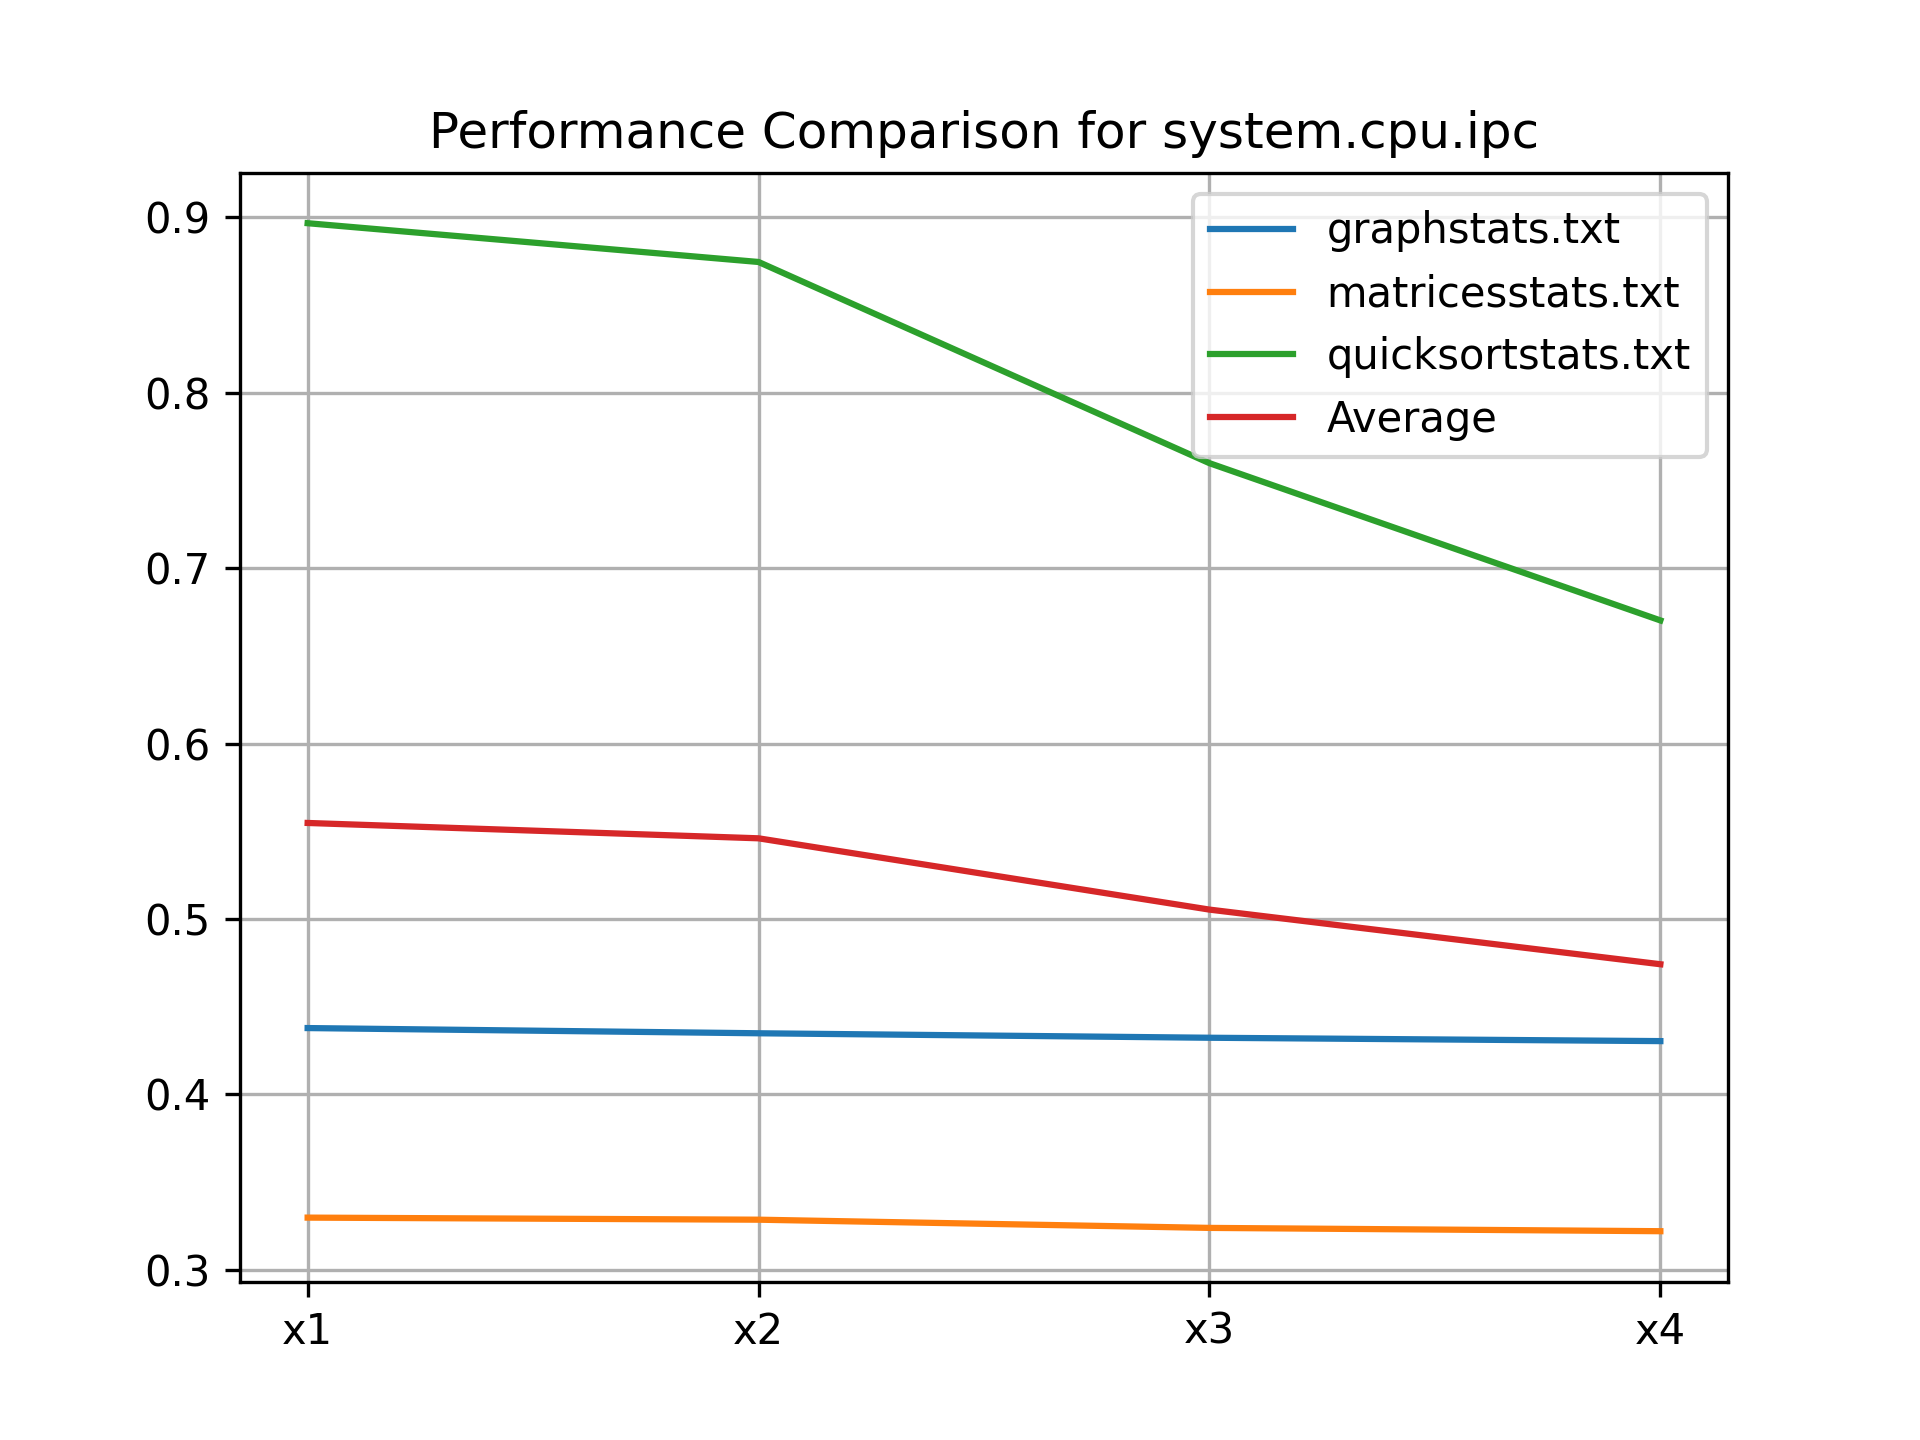 Performance Comparison for system.cpu.ipc
0.9
0.8
0.7
0.6
0.5
0.4
0.3
graphstats.txt
matricesstats.txt
quicksortstats.txt
Average
x1 x2 x3 x4